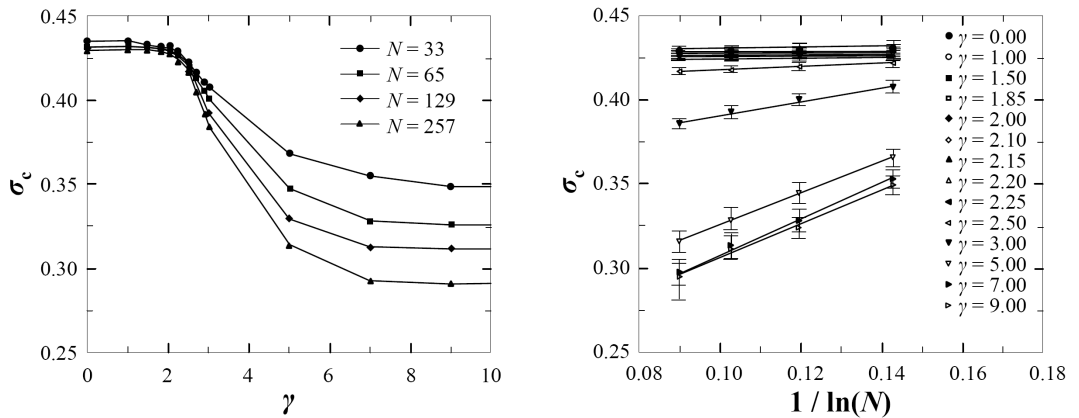 0.45
0.40
0.35
0.30
0.25
σc
0 2 4 6 8 10
γ
N = 33
N = 65
N = 129
N = 257
0.45
0.40
0.35
0.30
0.25
σc
0.08 0.10 0.12 0.14 0.16 0.18
1 / ln(N)
γ = 0.00
γ = 1.00
γ = 1.50
γ = 1.85
γ = 2.00
γ = 2.10
γ = 2.15
γ = 2.20
γ = 2.25
γ = 2.50
γ = 3.00
γ = 5.00
γ = 7.00
γ = 9.00